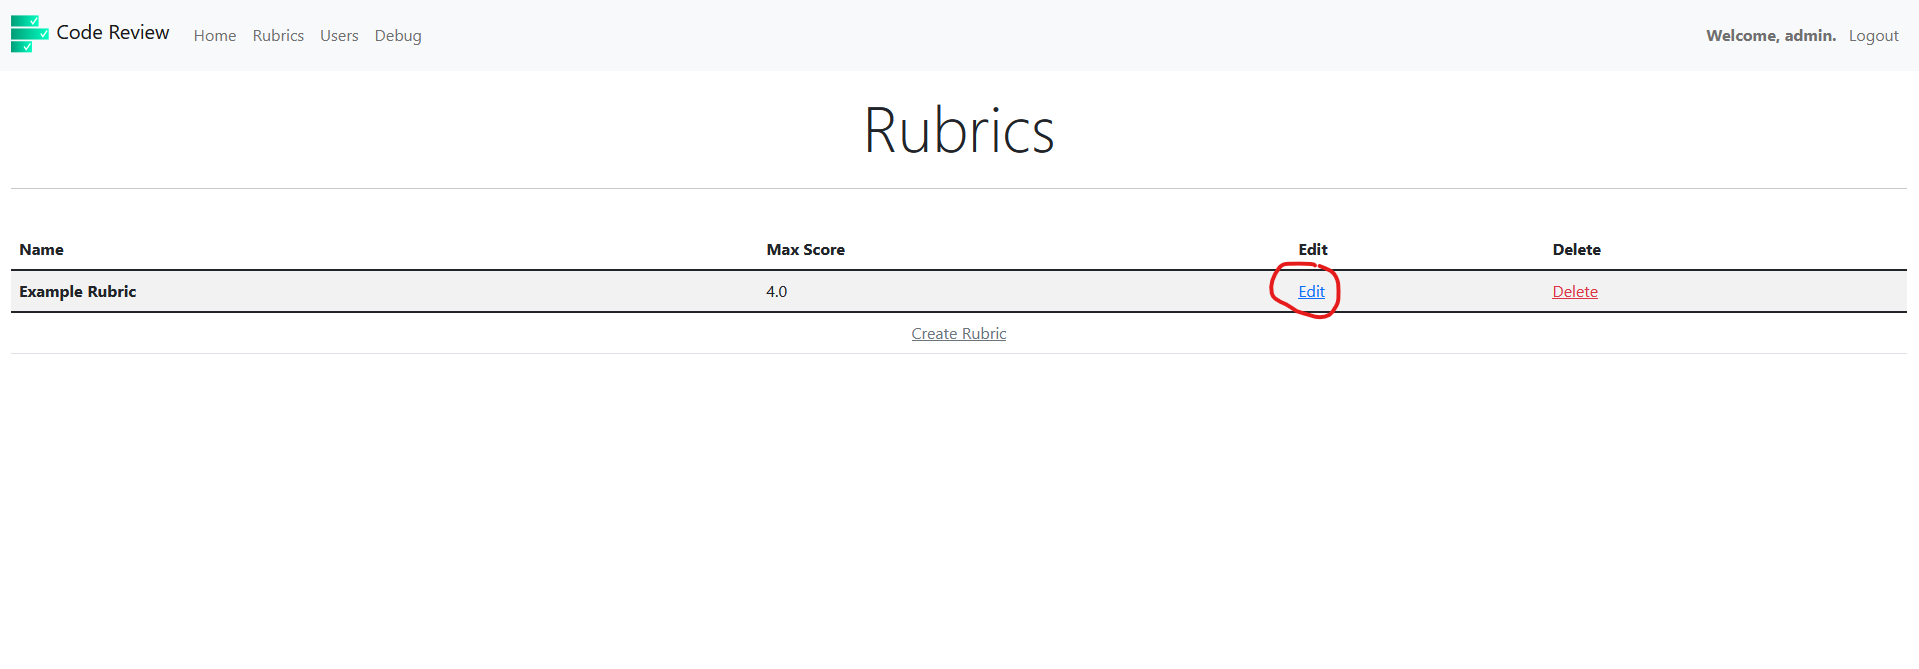 Code Review Home Rubrics Users Debug Welcome, admin. Logout
Rubrics
Name Max Score Edit Delete
Example Rubric 4.0 Edit Delete
Create Rubric